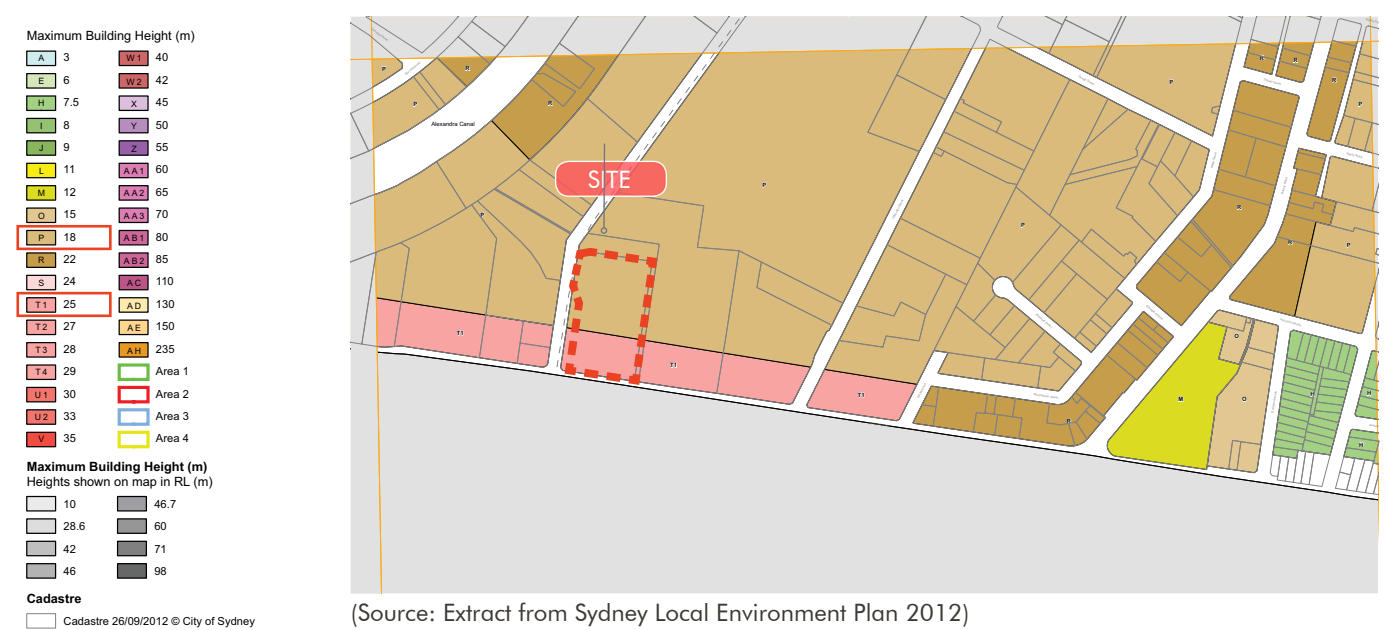 Maximum Building Height (m)
A 3
E 6
H 7.5
I 8
J 9
L 11
M 12
O 15
P 18
R 22
S 24
T1 25
T2 27
T3 28
T4 29
U1 30
U2 33
V 35
W1 40
W2 42
X 45
Y 50
Z 55
AA1 60
AA2 65
AA3 70
AB1 80
AB2 85
AC 110
AD 130
AE 150
AH 235
Area 1
Area 2
Area 3
Area 4
Maximum Building Height (m)
Heights shown on map in RL (m)
10
28.6
42
46
46.7
60
71
98
Cadastre
Cadastre 26/09/2012 © City of Sydney
P
R
P
R
Alexandra Canal
P
SITE
P
P
P
R
R
R
P
R
R
P
T1
T1
T1
R
M
O
O
H
H
H
(Source: Extract from Sydney Local Environment Plan 2012)